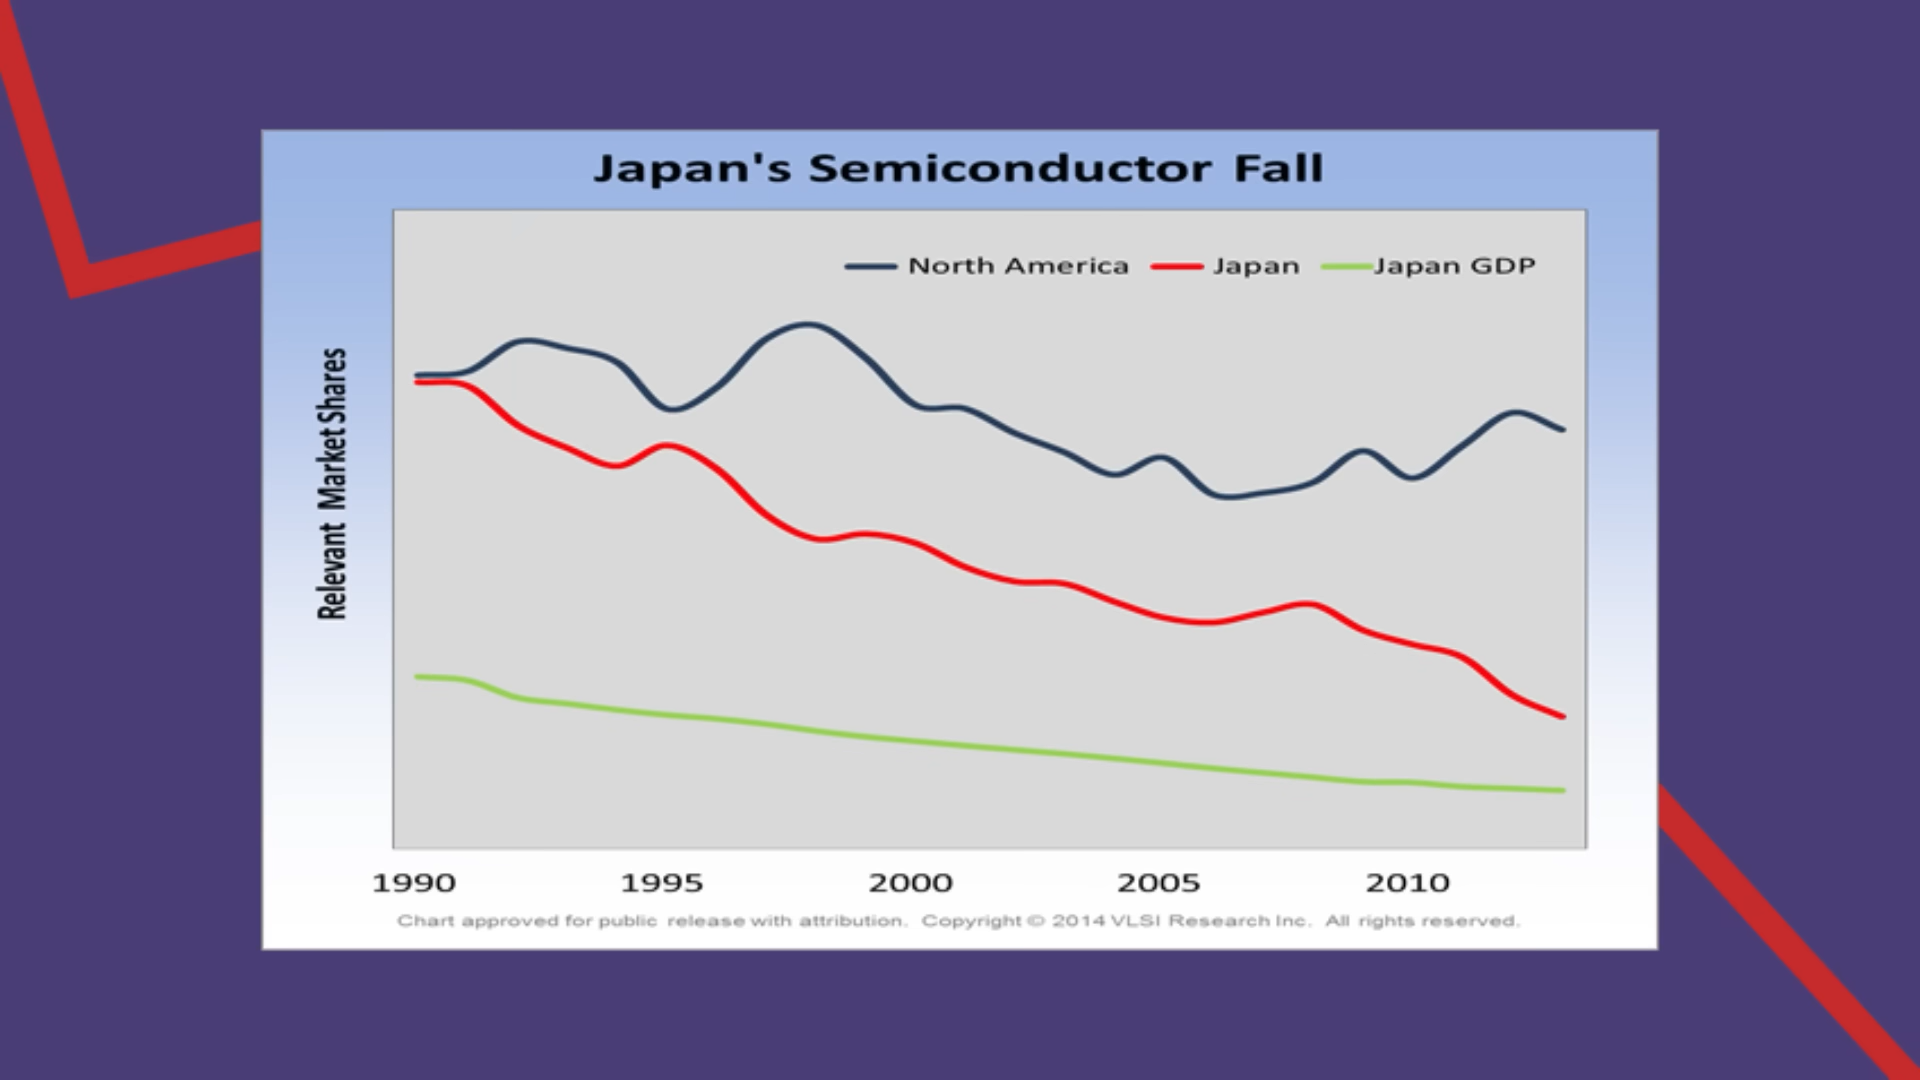 Japan's Semiconductor Fall
North America Japan Japan GDP
Relevant Market Shares
1990 1995 2000 2005 2010
Chart approved for public release with attribution. Copyright © 2014 VLSI Research Inc. All rights reserved.